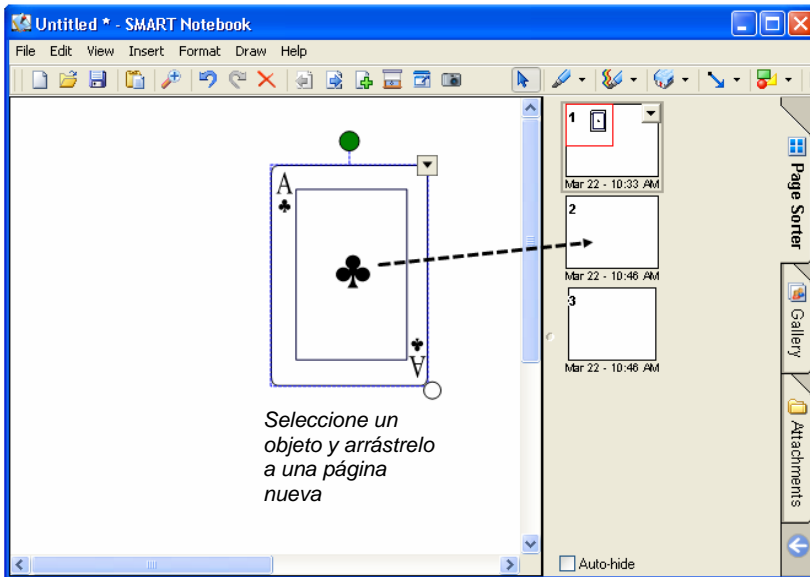 Untitled * - SMART Notebook
File Edit View Insert Format Draw Help
1
Mar 22 - 10:33 AM
2
Mar 22 - 10:46 AM
3
Mar 22 - 10:46 AM
A
A
Seleccione un
objeto y arrástrelo
a una página
nueva
Page Sorter
Gallery
Attachments
Auto-hide